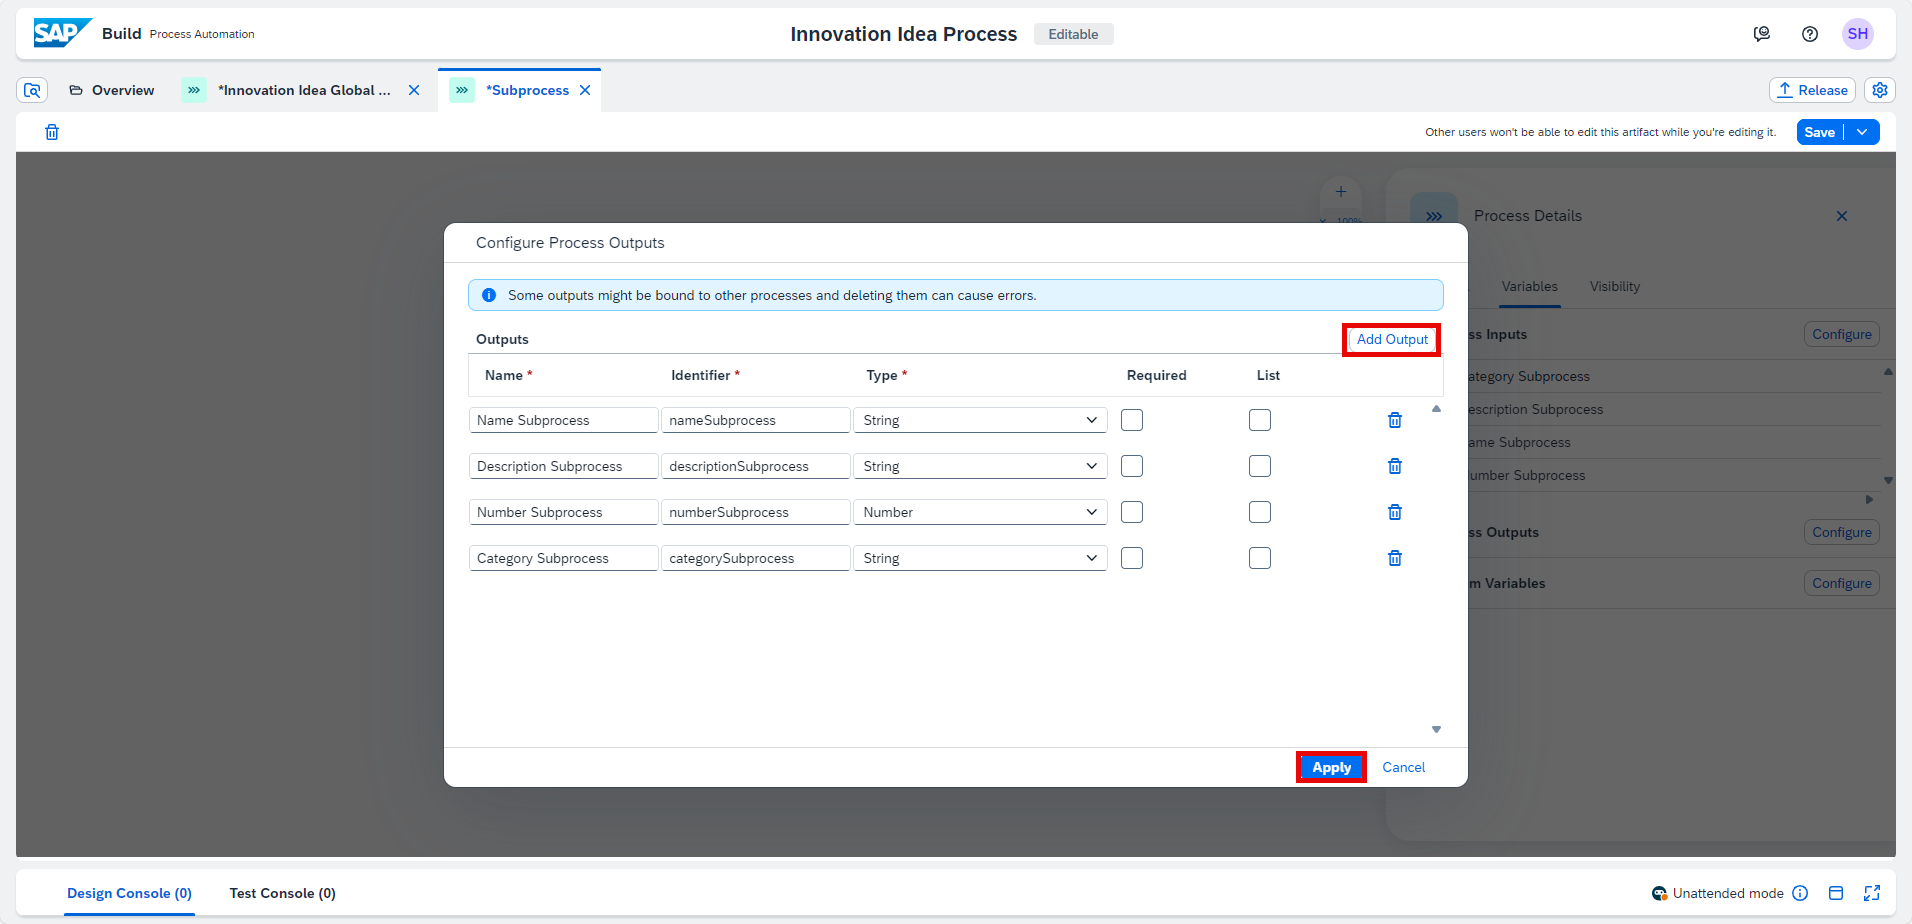 SAP Build Process Automation
Innovation Idea Process Editable
SH
Overview
*Innovation Idea Global ...
*Subprocess
Release
Other users won't be able to edit this artifact while you're editing it.
Save
100%
Process Details
Configure Process Outputs
Variables Visibility
Some outputs might be bound to other processes and deleting them can cause errors.
Outputs Add Output
ss Inputs Configure
Name * Identifier * Type * Required List
ategory Subprocess
escription Subprocess
Name Subprocess nameSubprocess String
ame Subprocess
Description Subprocess descriptionSubprocess String
umber Subprocess
Number Subprocess numberSubprocess Number
ss Outputs Configure
Category Subprocess categorySubprocess String
m Variables Configure
Apply Cancel
Design Console (0) Test Console (0)
Unattended mode